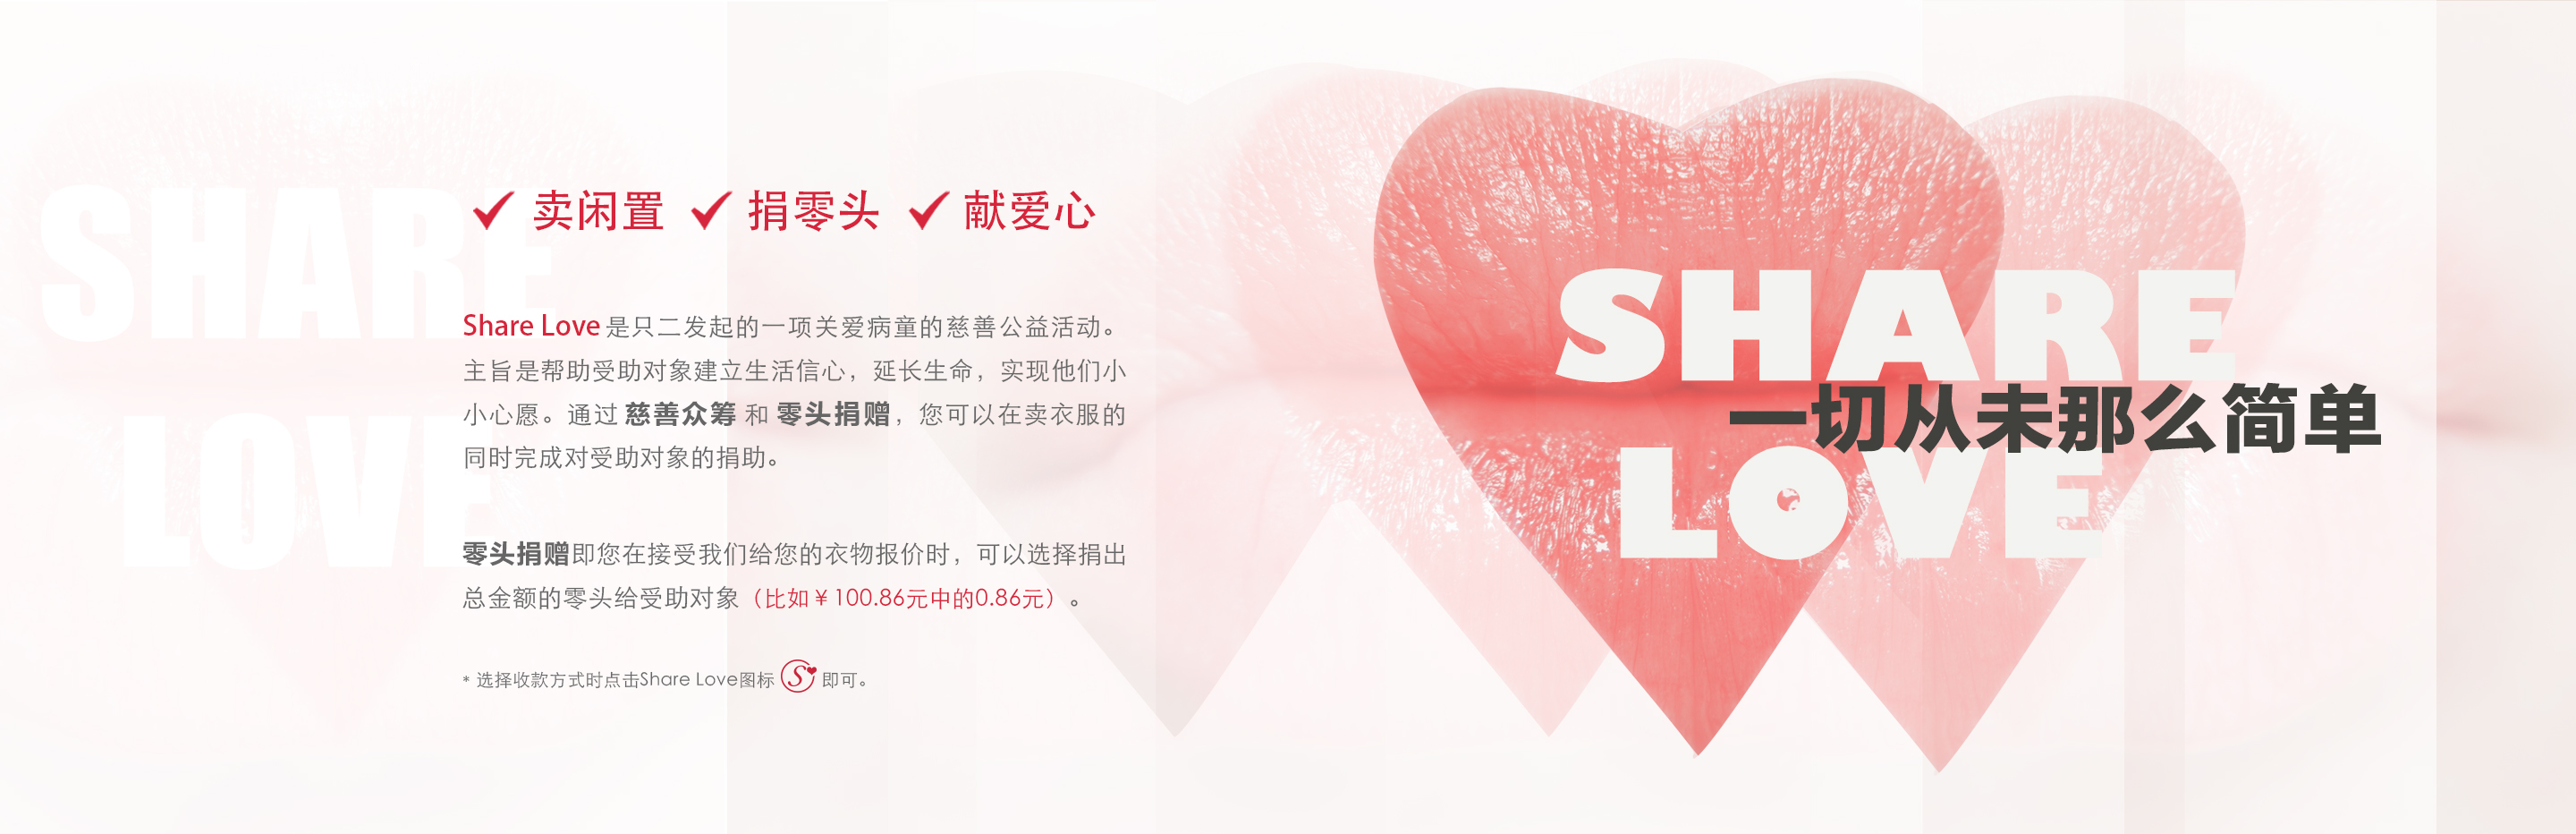 SHARE
LOVE
卖闲置 捐零头 献爱心
Share Love 是只二发起的一项关爱病童的慈善公益活动。
主旨是帮助受助对象建立生活信心，延长生命，实现他们小
小心愿。通过 慈善众筹 和 零头捐赠，您可以在卖衣服的
同时完成对受助对象的捐助。
零头捐赠即您在接受我们给您的衣物报价时，可以选择捐出
总金额的零头给受助对象（比如￥100.86元中的0.86元）。
* 选择收款方式时点击Share Love图标 S 即可。
SHARE
一切从未那么简单
LOVE